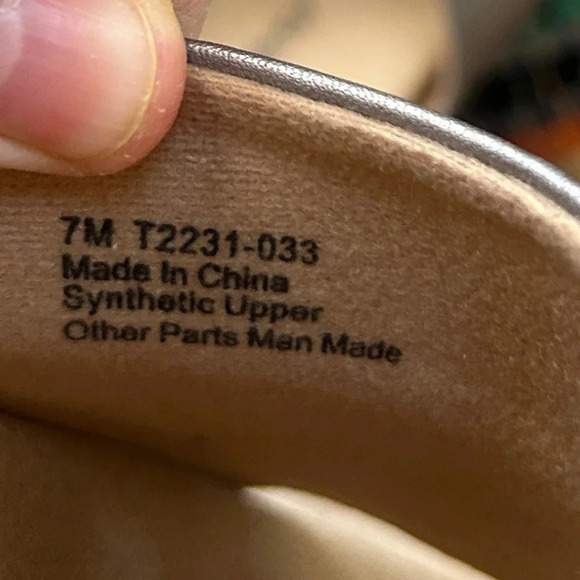 7M T2231-033
Made In China
Synthetic Upper
Other Parts Man Made